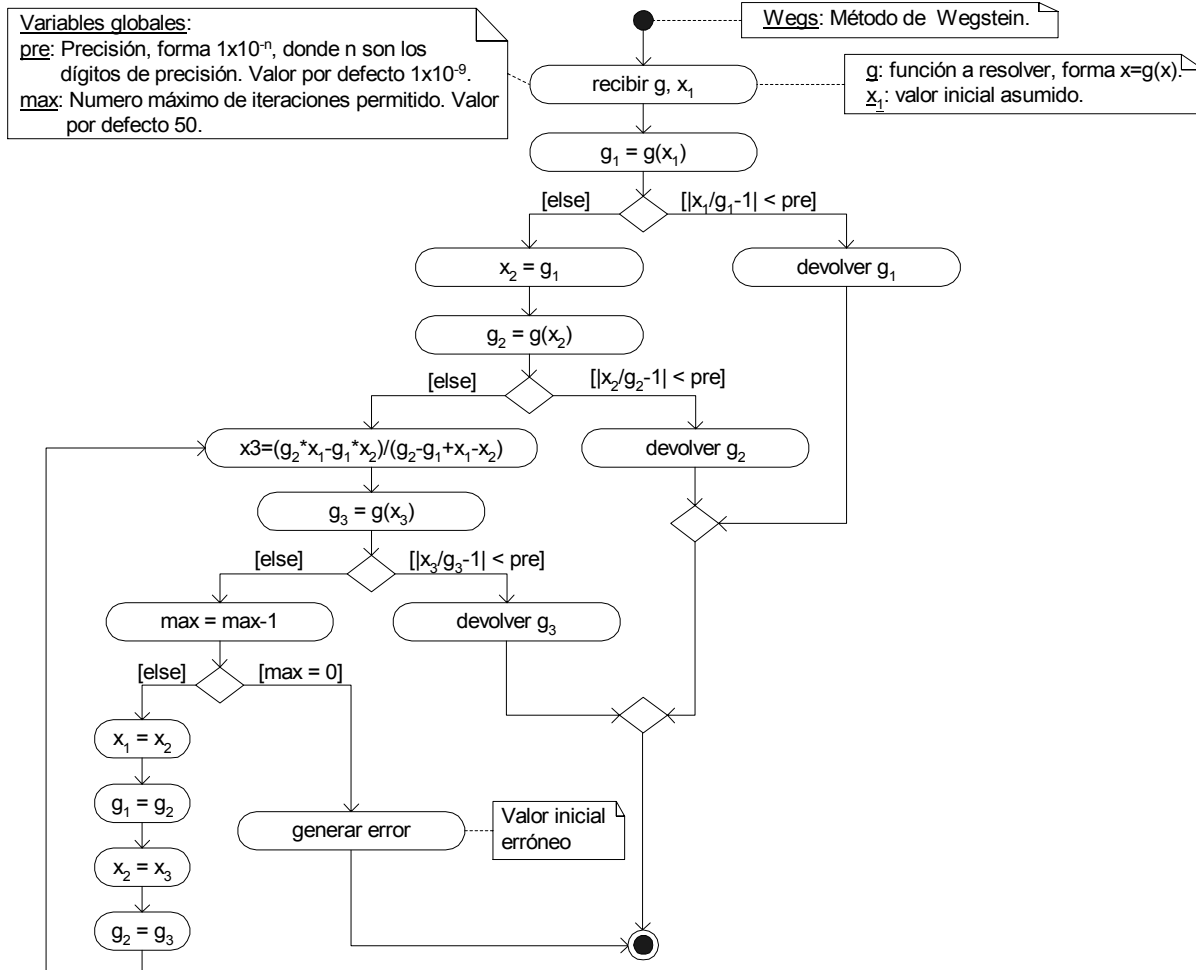 Variables globales:
pre: Precisión, forma 1x10⁻ⁿ, donde n son los
dígitos de precisión. Valor por defecto 1x10⁻⁹.
max: Numero máximo de iteraciones permitido. Valor
por defecto 50.
Wegs: Método de Wegstein.
recibir g, x₁
g: función a resolver, forma x=g(x).
x₁: valor inicial asumido.
g₁ = g(x₁)
[else]
[|x₁/g₁-1| < pre]
x₂ = g₁
devolver g₁
g₂ = g(x₂)
[else]
[|x₂/g₂-1| < pre]
x3=(g₂*x₁-g₁*x₂)/(g₂-g₁+x₁-x₂)
devolver g₂
g₃ = g(x₃)
[else]
[|x₃/g₃-1| < pre]
max = max-1
devolver g₃
[else]
[max = 0]
x₁ = x₂
g₁ = g₂
generar error
Valor inicial
erróneo
x₂ = x₃
g₂ = g₃